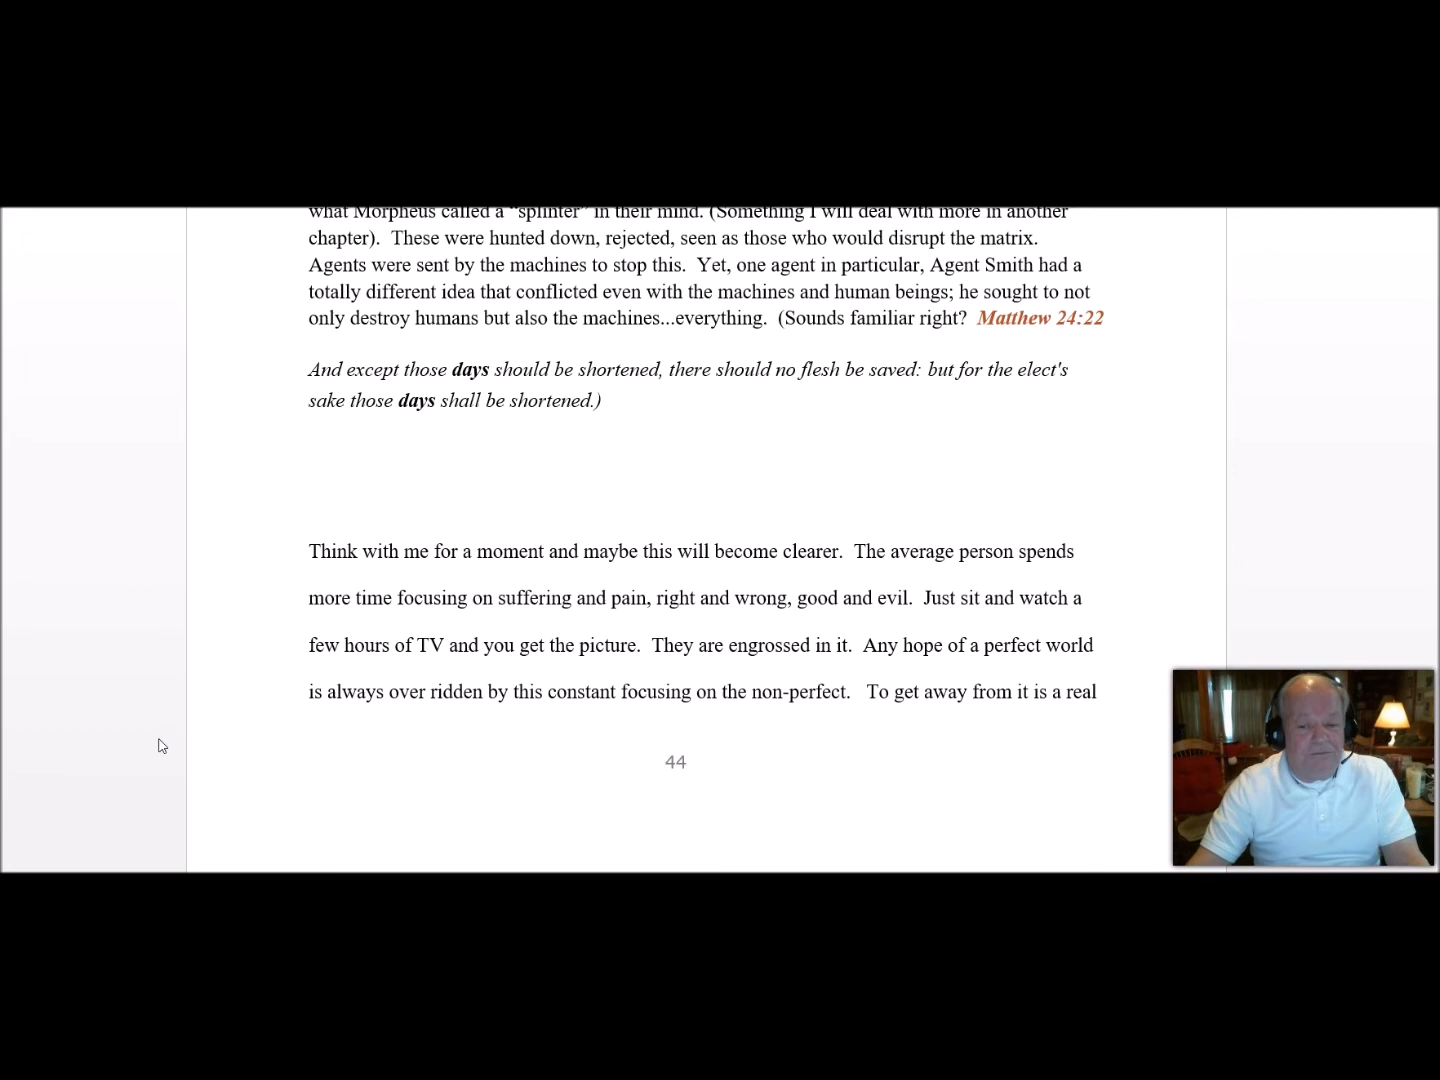 what Morpheus called a “splinter” in their mind. (Something I will deal with more in another
chapter).  These were hunted down, rejected, seen as those who would disrupt the matrix.
Agents were sent by the machines to stop this.  Yet, one agent in particular, Agent Smith had a
totally different idea that conflicted even with the machines and human beings; he sought to not
only destroy humans but also the machines...everything.  (Sounds familiar right?  Matthew 24:22
And except those days should be shortened, there should no flesh be saved: but for the elect's
sake those days shall be shortened.)
Think with me for a moment and maybe this will become clearer.  The average person spends
more time focusing on suffering and pain, right and wrong, good and evil.  Just sit and watch a
few hours of TV and you get the picture.  They are engrossed in it.  Any hope of a perfect world
is always over ridden by this constant focusing on the non-perfect.   To get away from it is a real
44